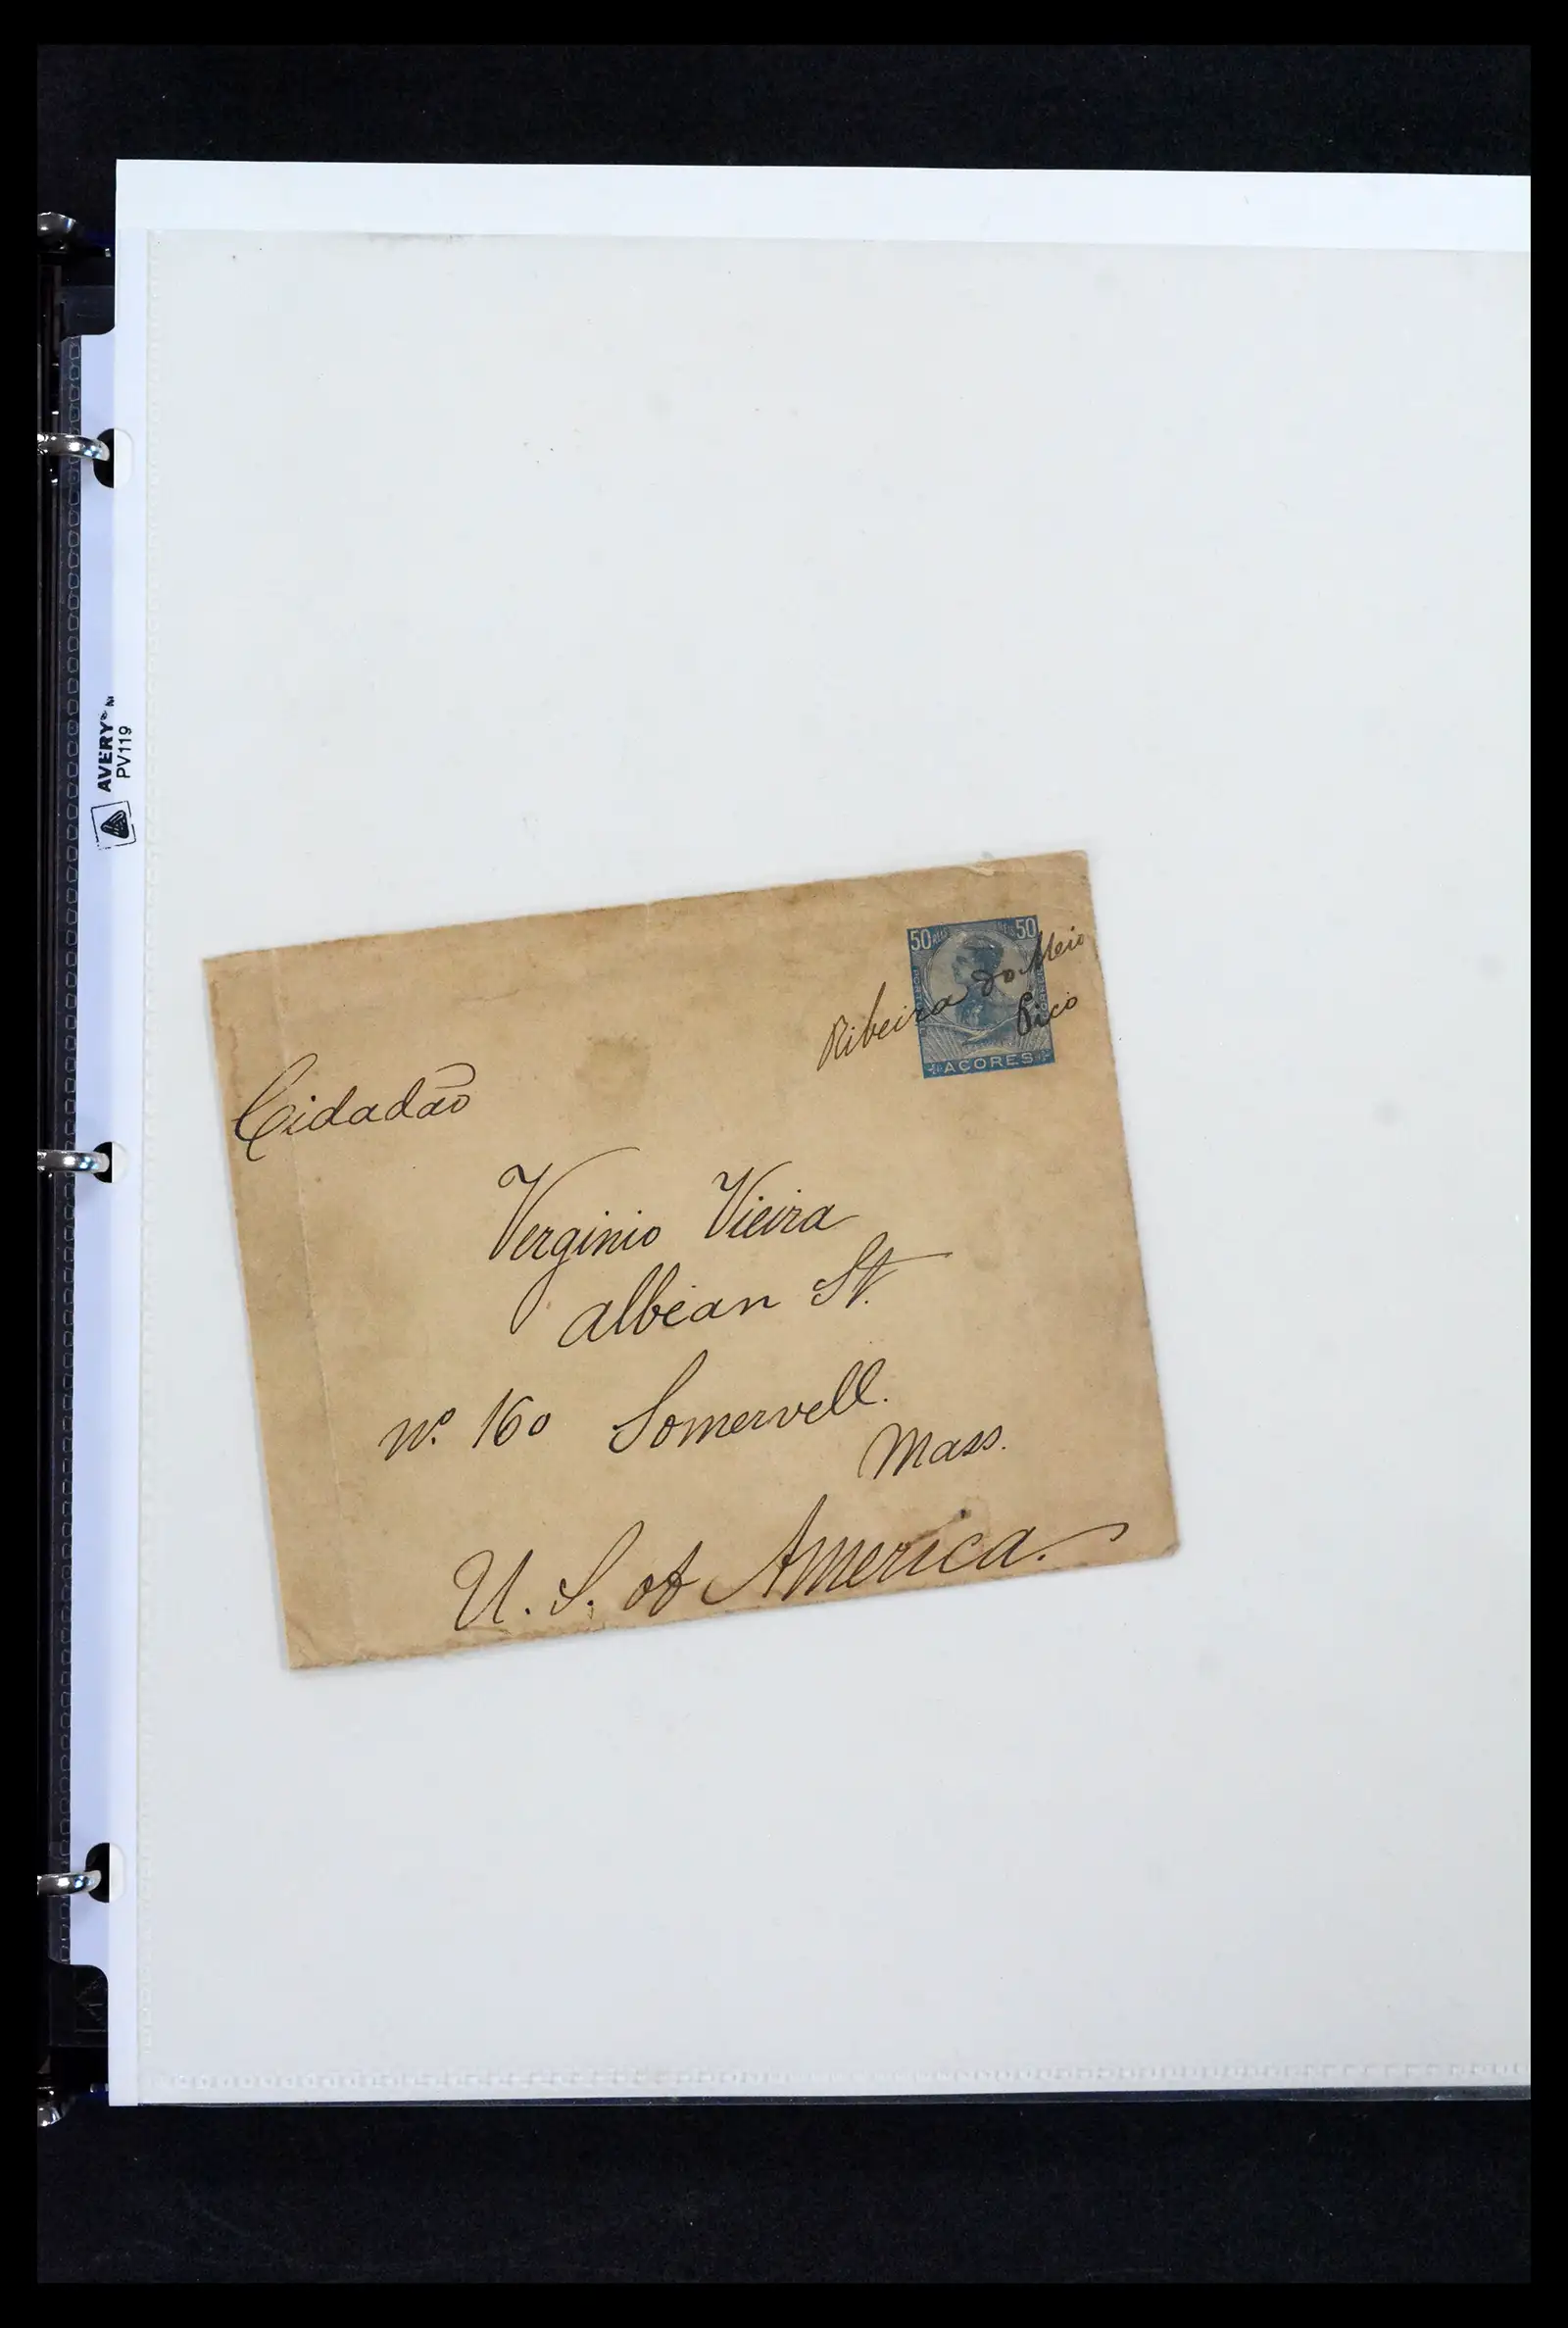 AVERY
PV119
50 REIS REIS 50
Ribeira do Meio
Pico
AÇORES
Cidadão
Verginio Vieira
albean St.
nº 160 Somervell.
Mass.
U. S. of America.